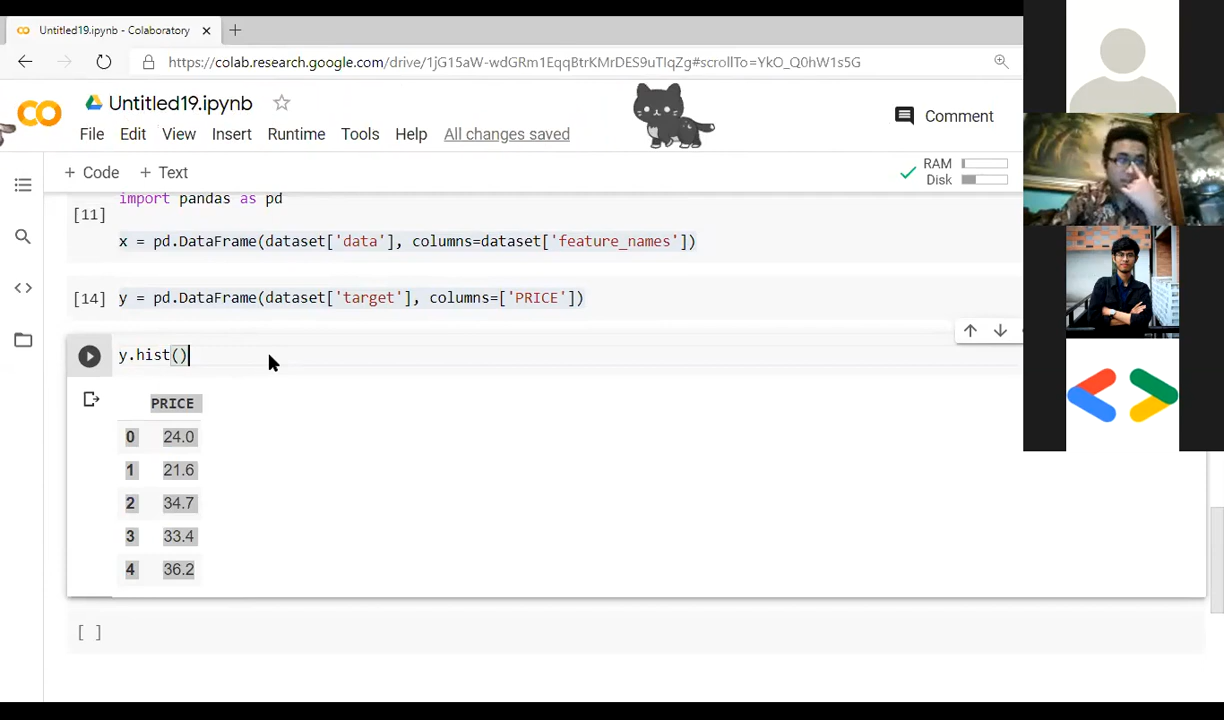 Untitled19.ipynb - Colaboratory
https://colab.research.google.com/drive/1jG15aW-wdGRm1EqqBtrKMrDES9uTIqZg#scrollTo=YkO_Q0hW1s5G
Untitled19.ipynb
File Edit View Insert Runtime Tools Help All changes saved
Comment
+ Code + Text
RAM
Disk
import pandas as pd
[11]
x = pd.DataFrame(dataset['data'], columns=dataset['feature_names'])
[14] y = pd.DataFrame(dataset['target'], columns=['PRICE'])
y.hist()
PRICE
0 24.0
1 21.6
2 34.7
3 33.4
4 36.2
[ ]